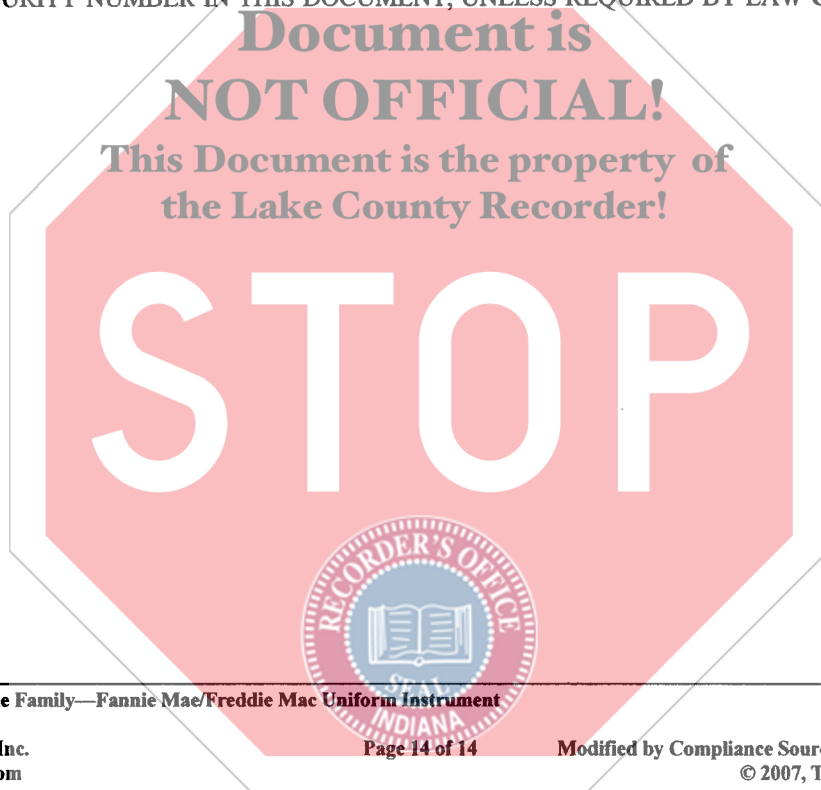 URITY NUMBER IN THIS DOCUMENT, UNLESS REQUIRED BY LAW
Document is
NOT OFFICIAL!
This Document is the property of
the Lake County Recorder!
STOP
RECORDER'S OFFICE
SEAL
INDIANA
e Family—Fannie Mae/Freddie Mac Uniform Instrument
Inc. Page 14 of 14 Modified by Compliance Sour
om © 2007, T